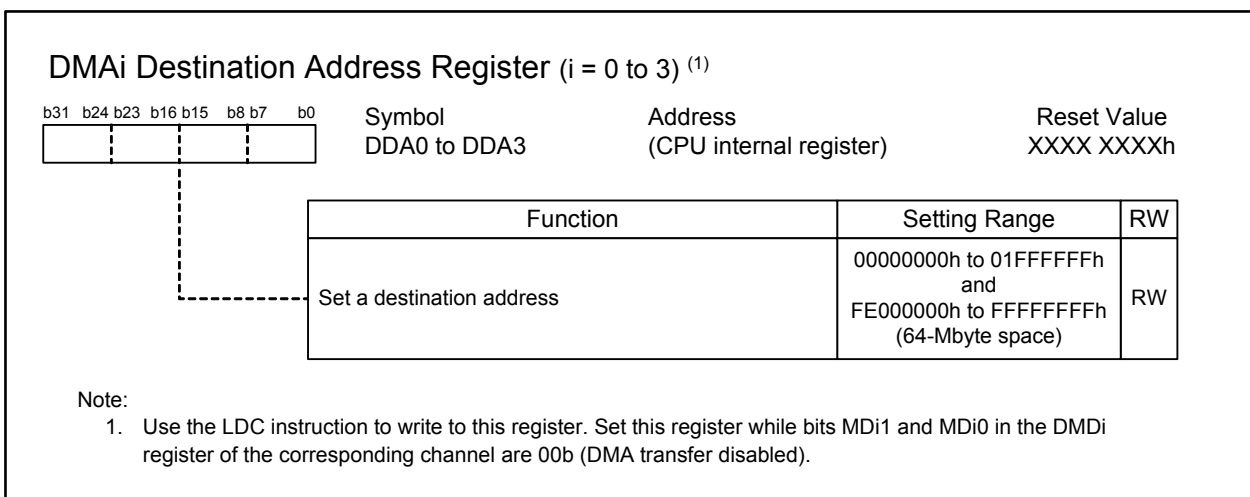 DMAi Destination Address Register (i = 0 to 3) (1)
b31 b24 b23 b16 b15 b8 b7 b0
Symbol Address Reset Value
DDA0 to DDA3 (CPU internal register) XXXX XXXXh
Function Setting Range RW
Set a destination address
00000000h to 01FFFFFFh
and
FE000000h to FFFFFFFFh
(64-Mbyte space)
RW
Note:
1. Use the LDC instruction to write to this register. Set this register while bits MDi1 and MDi0 in the DMDi
register of the corresponding channel are 00b (DMA transfer disabled).